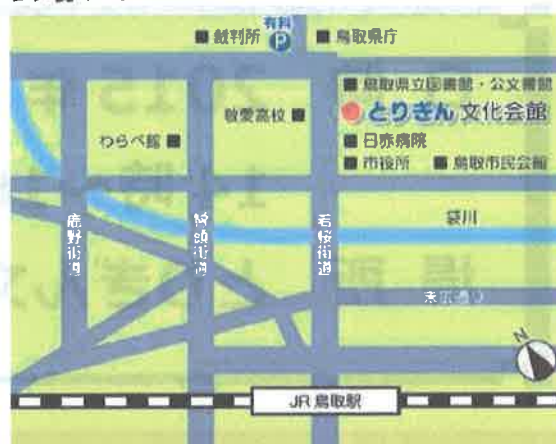 有料
P
裁判所
鳥取県庁
鳥取県立図書館・公文書館
敬愛高校
とりぎん文化会館
わらべ館
日赤病院
市役所
鳥取市民会館
鹿野街道
智頭街道
若桜街道
袋川
末広通り
N
JR鳥取駅